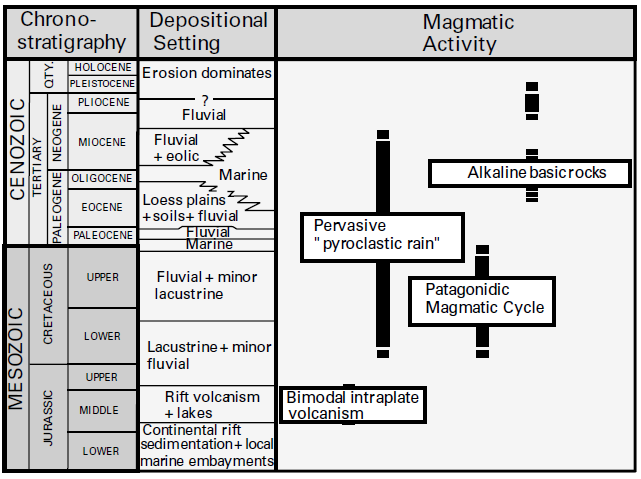 Chrono-
stratigraphy
Depositional
Setting
Magmatic
Activity
CENOZOIC
QTY.
HOLOCENE
PLEISTOCENE
Erosion dominates
TERTIARY
NEOGENE
PLIOCENE
?
Fluvial
MIOCENE
Fluvial
+ eolic
Marine
PALEOGENE
OLIGOCENE
EOCENE
Loess plains
+soils+ fluvial
PALEOCENE
Fluvial
Marine
MESOZOIC
CRETACEOUS
UPPER
Fluvial + minor
lacustrine
LOWER
Lacustrine + minor
fluvial
JURASSIC
UPPER
MIDDLE
Rift volcanism
+ lakes
LOWER
Continental rift
sedimentation+ local
marine embayments
Alkaline basic rocks
Pervasive
"pyroclastic rain"
Patagonidic
Magmatic Cycle
Bimodal intraplate
volcanism